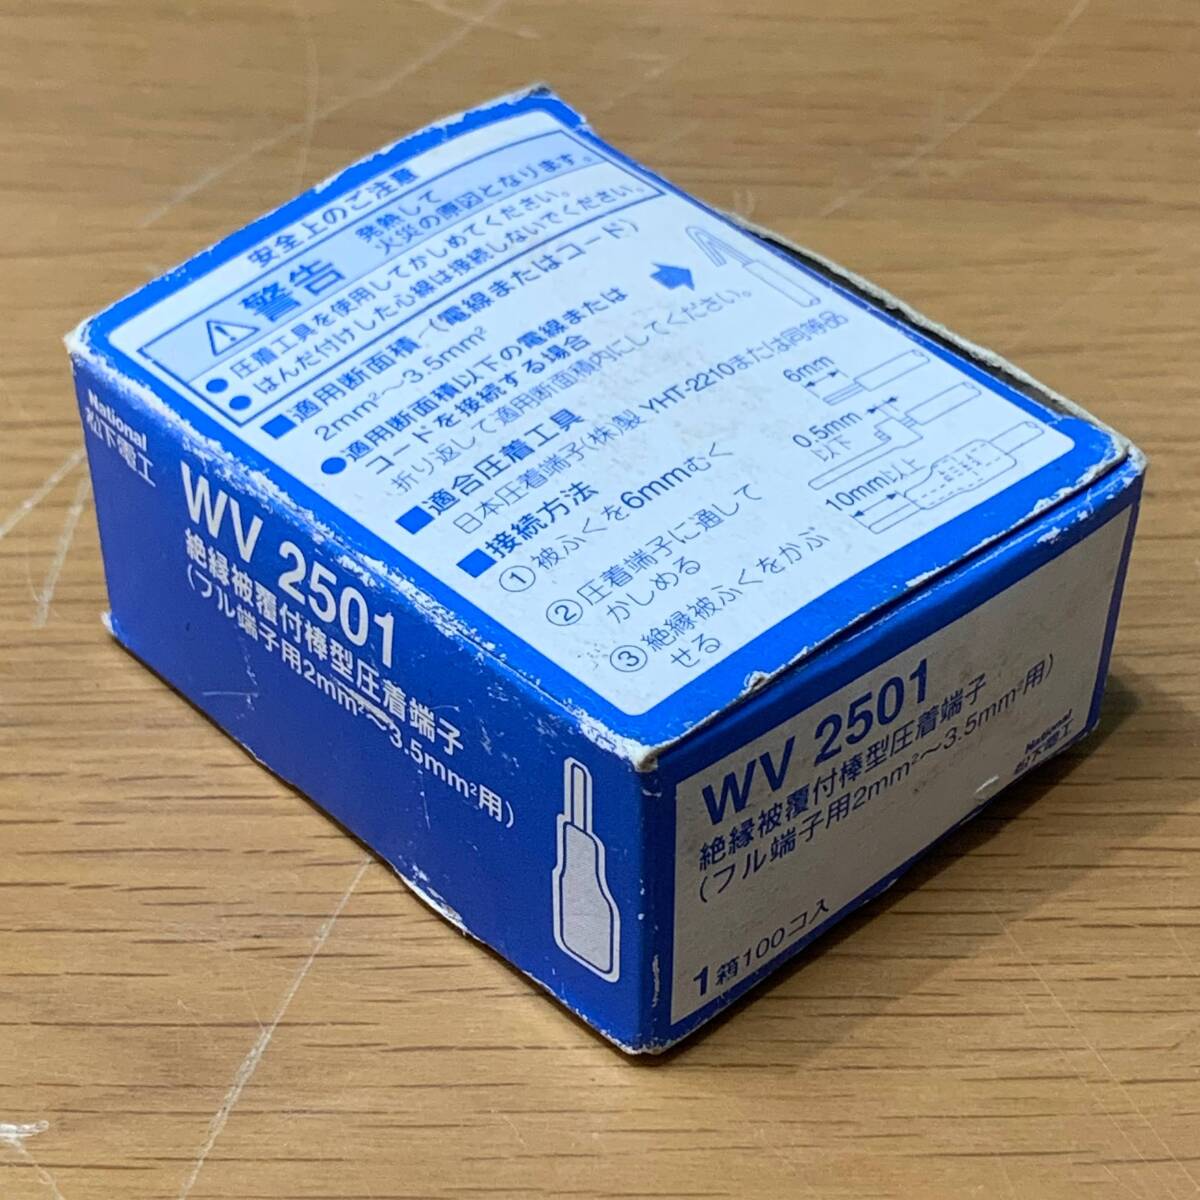 安全上のご注意
警告
発熱して
火災の原因となります。
● 圧着工具を使用してかしめてください。
● はんだ付けした心線は接続しないでください。
■適用断面積 (電線またはコード)
2mm²～3.5mm²
●適用断面積以下の電線または
コードを接続する場合
折り返して適用断面積内にしてください。
■適合圧着工具
日本圧着端子(株)製 YHT-2210または同等品
■接続方法
①被ふくを6mmむく
②圧着端子に通して
かしめる
③絶縁被ふくをかぶ
せる
6mm
0.5mm
以下
10mm以上
National
松下電工
WV 2501
絶縁被覆付棒型圧着端子
(フル端子用2mm²～3.5mm²用)
WV 2501
絶縁被覆付棒型圧着端子
(フル端子用2mm²～3.5mm²用)
1箱100コ入
National
松下電工